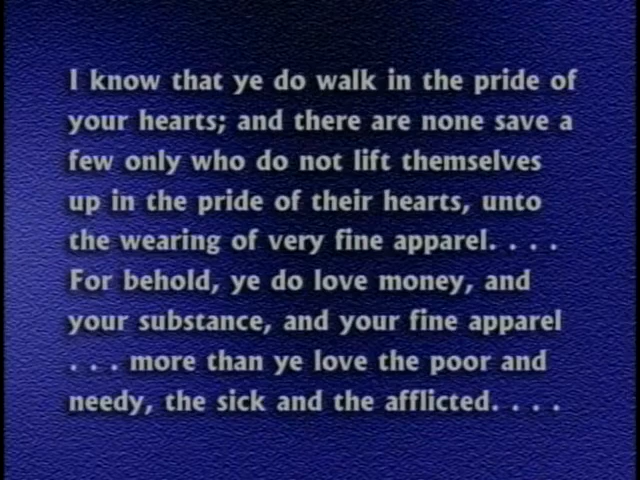 I know that ye do walk in the pride of
your hearts; and there are none save a
few only who do not lift themselves
up in the pride of their hearts, unto
the wearing of very fine apparel. . . .
For behold, ye do love money, and
your substance, and your fine apparel
. . . more than ye love the poor and
needy, the sick and the afflicted. . . .